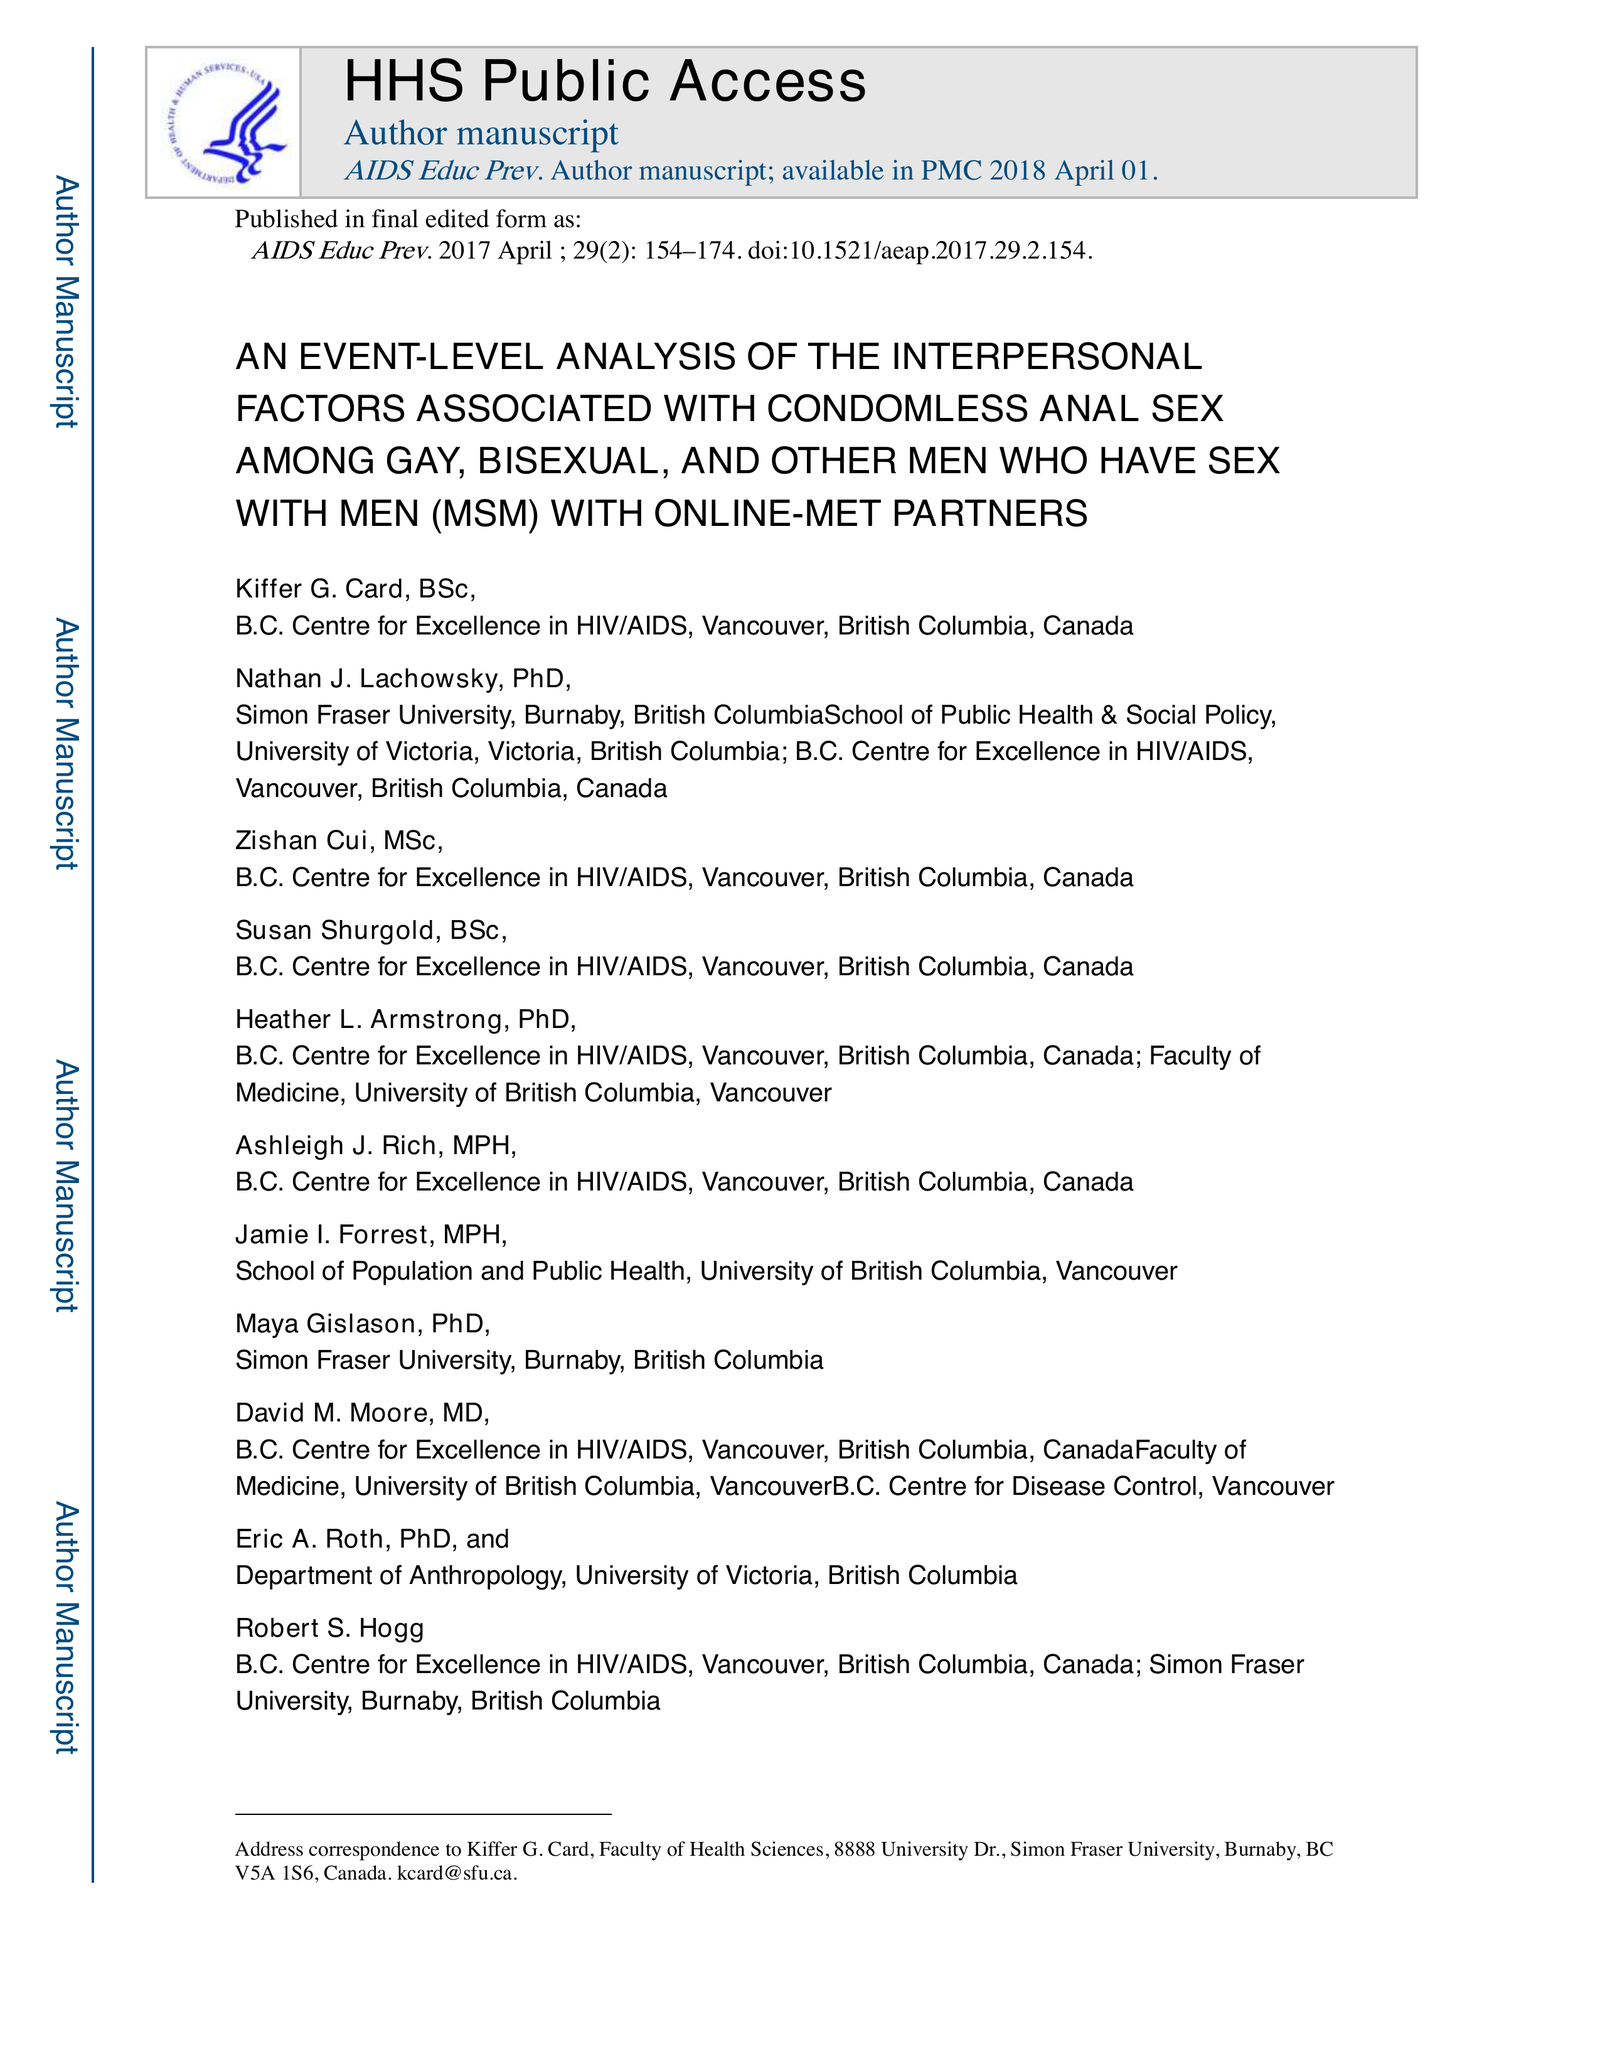 HHS Public Access
Author manuscript
AIDS Educ Prev. Author manuscript; available in PMC 2018 April 01.
DEPARTMENT OF HEALTH & HUMAN SERVICES · USA
Published in final edited form as:
AIDS Educ Prev. 2017 April ; 29(2): 154–174. doi:10.1521/aeap.2017.29.2.154.
AN EVENT-LEVEL ANALYSIS OF THE INTERPERSONAL
FACTORS ASSOCIATED WITH CONDOMLESS ANAL SEX
AMONG GAY, BISEXUAL, AND OTHER MEN WHO HAVE SEX
WITH MEN (MSM) WITH ONLINE-MET PARTNERS
Kiffer G. Card, BSc,
B.C. Centre for Excellence in HIV/AIDS, Vancouver, British Columbia, Canada
Nathan J. Lachowsky, PhD,
Simon Fraser University, Burnaby, British ColumbiaSchool of Public Health & Social Policy,
University of Victoria, Victoria, British Columbia; B.C. Centre for Excellence in HIV/AIDS,
Vancouver, British Columbia, Canada
Zishan Cui, MSc,
B.C. Centre for Excellence in HIV/AIDS, Vancouver, British Columbia, Canada
Susan Shurgold, BSc,
B.C. Centre for Excellence in HIV/AIDS, Vancouver, British Columbia, Canada
Heather L. Armstrong, PhD,
B.C. Centre for Excellence in HIV/AIDS, Vancouver, British Columbia, Canada; Faculty of
Medicine, University of British Columbia, Vancouver
Ashleigh J. Rich, MPH,
B.C. Centre for Excellence in HIV/AIDS, Vancouver, British Columbia, Canada
Jamie I. Forrest, MPH,
School of Population and Public Health, University of British Columbia, Vancouver
Maya Gislason, PhD,
Simon Fraser University, Burnaby, British Columbia
David M. Moore, MD,
B.C. Centre for Excellence in HIV/AIDS, Vancouver, British Columbia, CanadaFaculty of
Medicine, University of British Columbia, VancouverB.C. Centre for Disease Control, Vancouver
Eric A. Roth, PhD, and
Department of Anthropology, University of Victoria, British Columbia
Robert S. Hogg
B.C. Centre for Excellence in HIV/AIDS, Vancouver, British Columbia, Canada; Simon Fraser
University, Burnaby, British Columbia
Address correspondence to Kiffer G. Card, Faculty of Health Sciences, 8888 University Dr., Simon Fraser University, Burnaby, BC
V5A 1S6, Canada. kcard@sfu.ca.
Author Manuscript
Author Manuscript
Author Manuscript
Author Manuscript